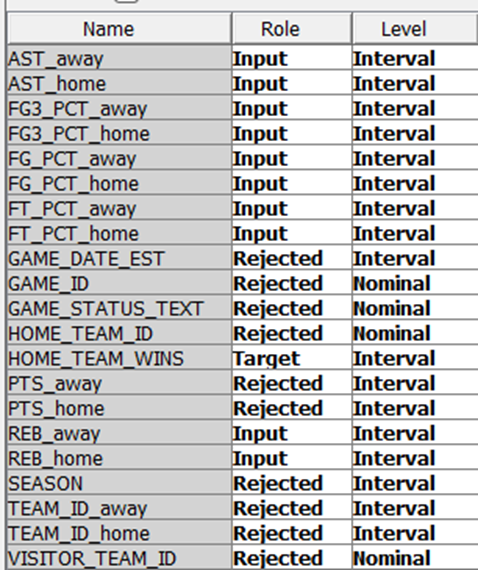 Name Role Level
AST_away Input Interval
AST_home Input Interval
FG3_PCT_away Input Interval
FG3_PCT_home Input Interval
FG_PCT_away Input Interval
FG_PCT_home Input Interval
FT_PCT_away Input Interval
FT_PCT_home Input Interval
GAME_DATE_EST Rejected Interval
GAME_ID Rejected Nominal
GAME_STATUS_TEXT Rejected Nominal
HOME_TEAM_ID Rejected Nominal
HOME_TEAM_WINS Target Interval
PTS_away Rejected Interval
PTS_home Rejected Interval
REB_away Input Interval
REB_home Input Interval
SEASON Rejected Interval
TEAM_ID_away Rejected Interval
TEAM_ID_home Rejected Interval
VISITOR_TEAM_ID Rejected Nominal